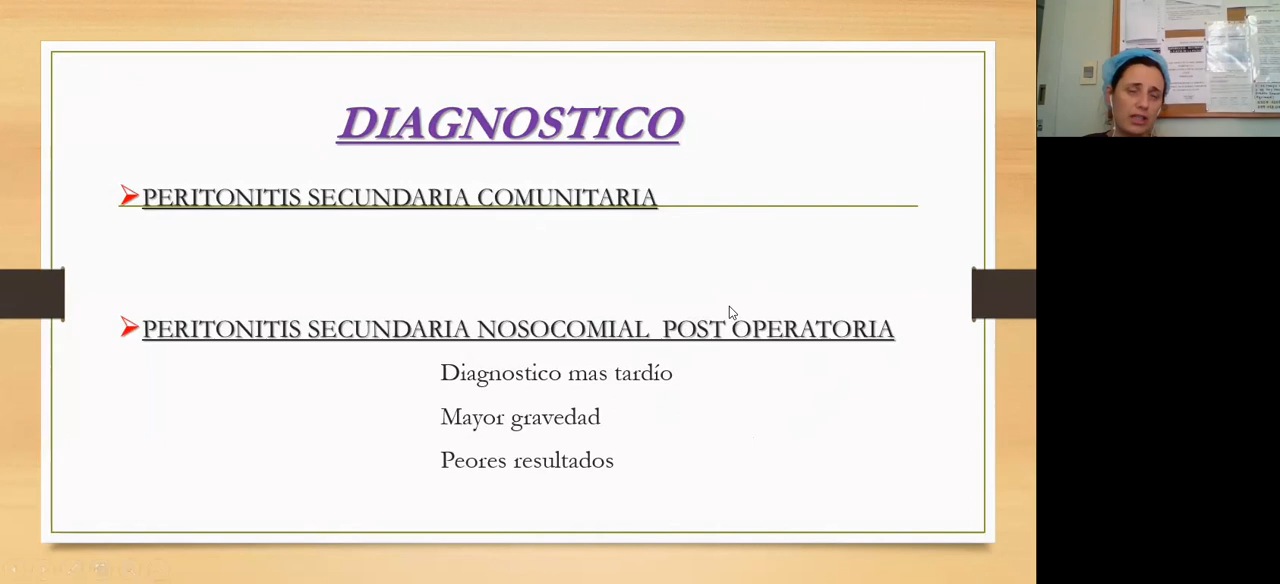 DIAGNOSTICO
PERITONITIS SECUNDARIA COMUNITARIA
PERITONITIS SECUNDARIA NOSOCOMIAL POST OPERATORIA
Diagnostico mas tardío
Mayor gravedad
Peores resultados